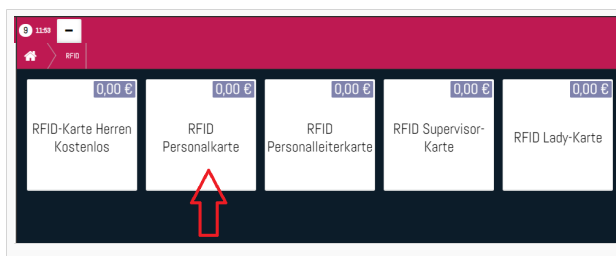 9 11:53 –
RFID
0,00 € 0,00 € 0,00 € 0,00 € 0,00 €
RFID-Karte Herren
Kostenlos
RFID
Personalkarte
RFID
Personalleiterkarte
RFID Supervisor-
Karte
RFID Lady-Karte